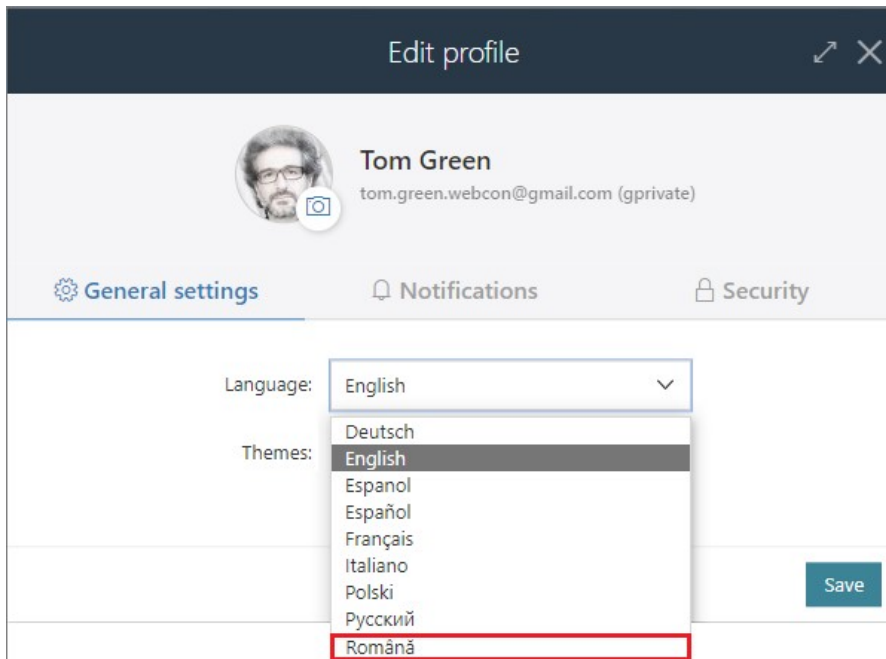 Edit profile
Tom Green
tom.green.webcon@gmail.com (gprivate)
General settings
Notifications
Security
Language:
English
Themes:
Deutsch
English
Espanol
Español
Français
Italiano
Polski
Русский
Română
Save